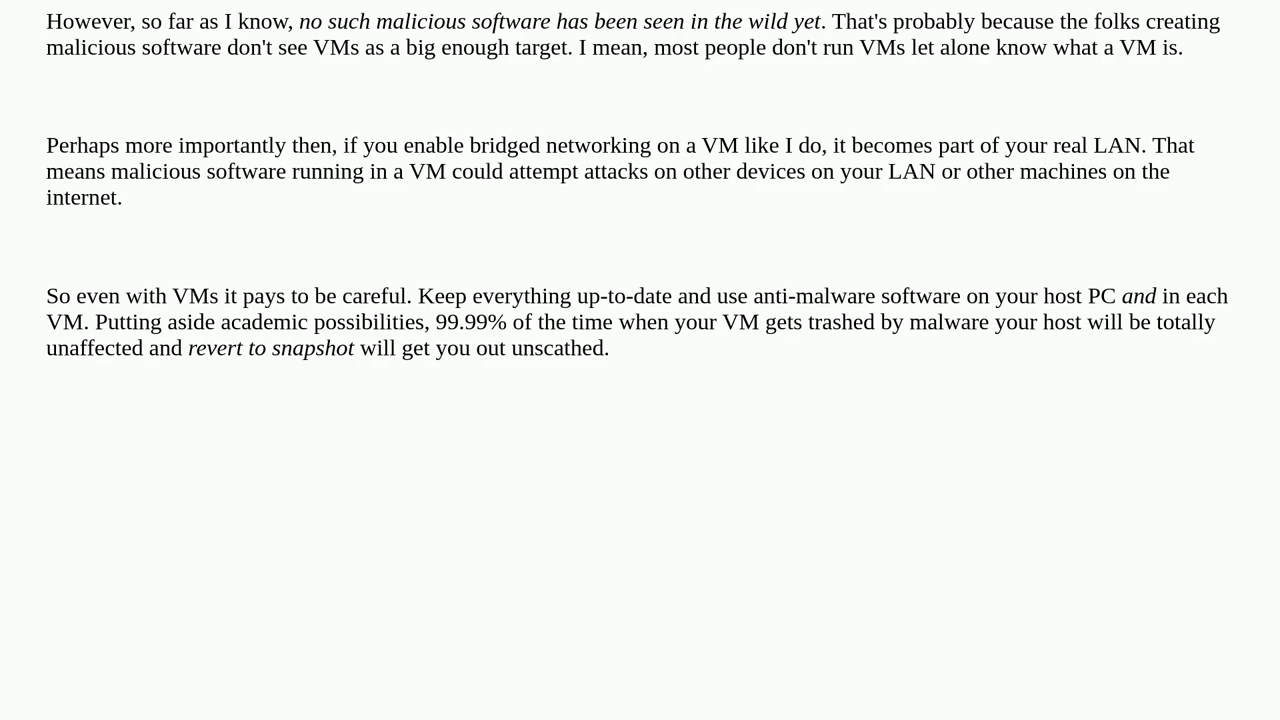 However, so far as I know, no such malicious software has been seen in the wild yet. That's probably because the folks creating
malicious software don't see VMs as a big enough target. I mean, most people don't run VMs let alone know what a VM is.
Perhaps more importantly then, if you enable bridged networking on a VM like I do, it becomes part of your real LAN. That
means malicious software running in a VM could attempt attacks on other devices on your LAN or other machines on the
internet.
So even with VMs it pays to be careful. Keep everything up-to-date and use anti-malware software on your host PC and in each
VM. Putting aside academic possibilities, 99.99% of the time when your VM gets trashed by malware your host will be totally
unaffected and revert to snapshot will get you out unscathed.